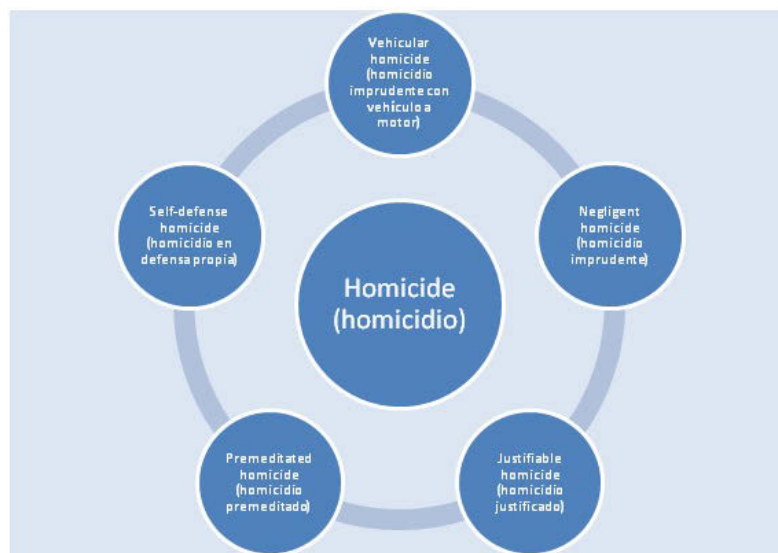 Vehicular
homicide
(homicidio
imprudente con
vehículo a
motor)
Self-defense
homicide
(homicidio en
defensa propia)
Negligent
homicide
(homicidio
imprudente)
Homicide
(homicidio)
Premeditated
homicide
(homicidio
premeditado)
Justifiable
homicide
(homicidio
justificado)